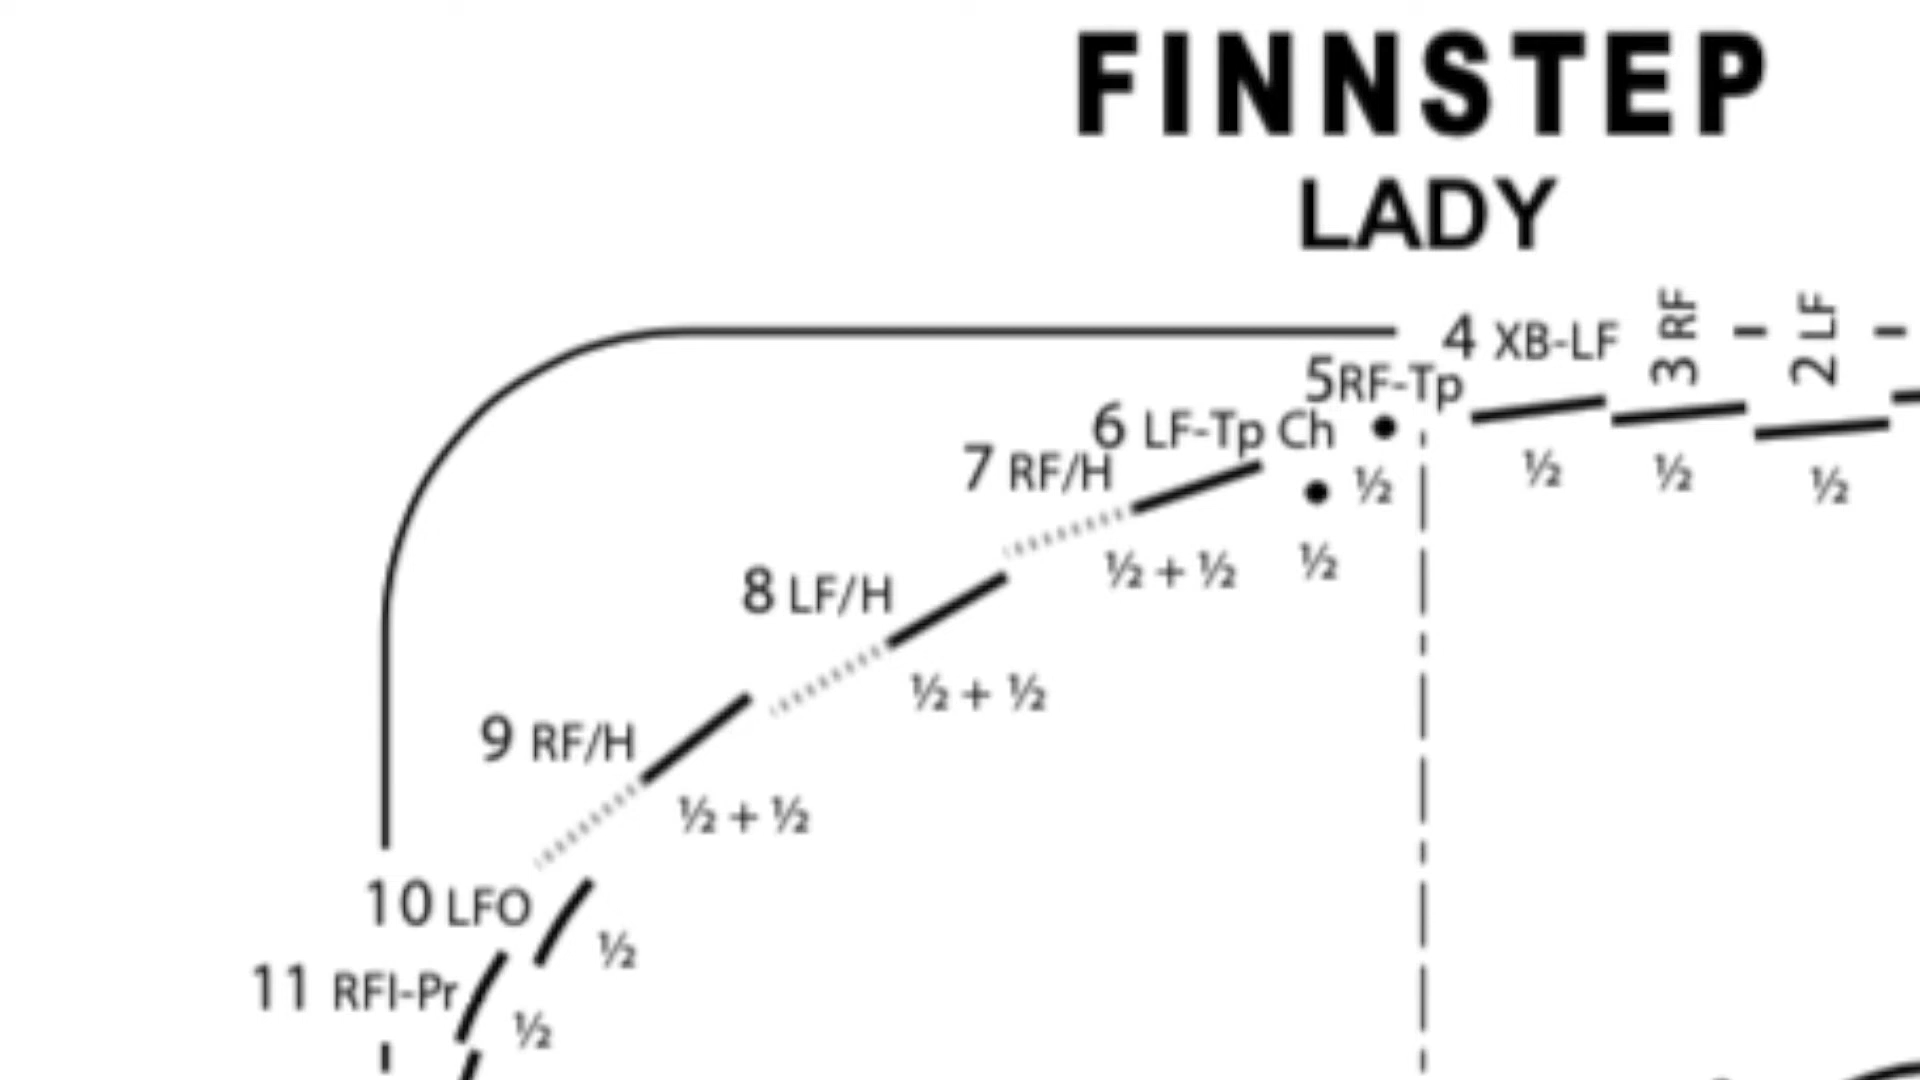 FINNSTEP
LADY
4 XB-LF
3 RF
2 LF
5RF-Tp
6 LF-Tp Ch
7 RF/H
½
½
½
½
½
½ + ½
8 LF/H
½ + ½
9 RF/H
½ + ½
10 LFO
½
11 RFI-Pr
½